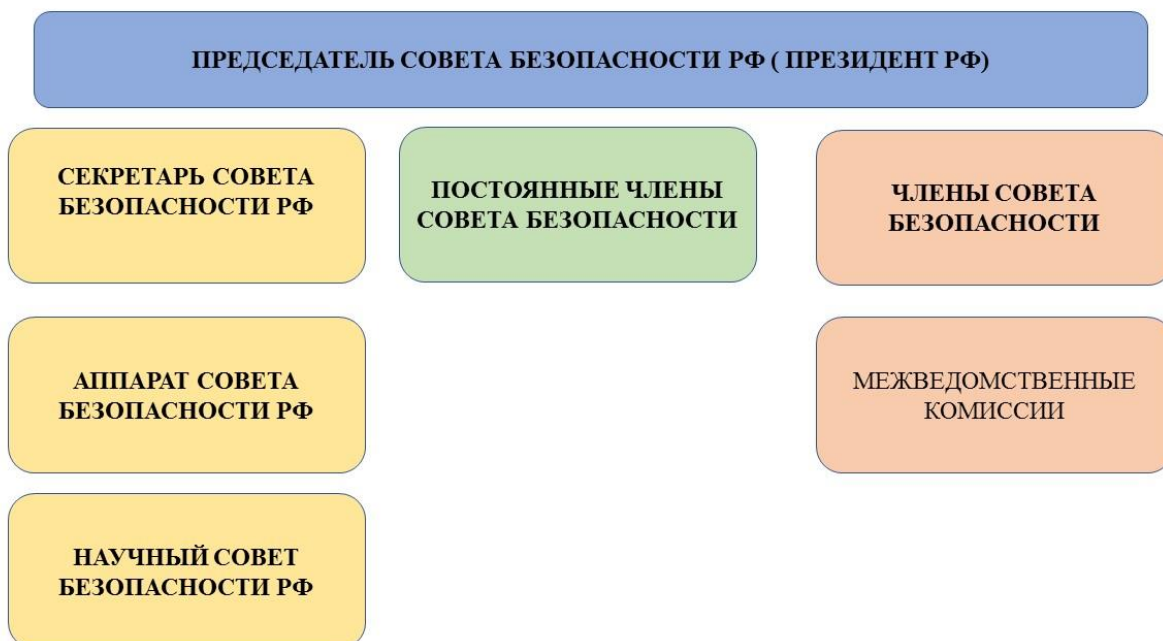 ПРЕДСЕДАТЕЛЬ СОВЕТА БЕЗОПАСНОСТИ РФ ( ПРЕЗИДЕНТ РФ)
СЕКРЕТАРЬ СОВЕТА
БЕЗОПАСНОСТИ РФ
ПОСТОЯННЫЕ ЧЛЕНЫ
СОВЕТА БЕЗОПАСНОСТИ
ЧЛЕНЫ СОВЕТА
БЕЗОПАСНОСТИ
АППАРАТ СОВЕТА
БЕЗОПАСНОСТИ РФ
МЕЖВЕДОМСТВЕННЫЕ
КОМИССИИ
НАУЧНЫЙ СОВЕТ
БЕЗОПАСНОСТИ РФ